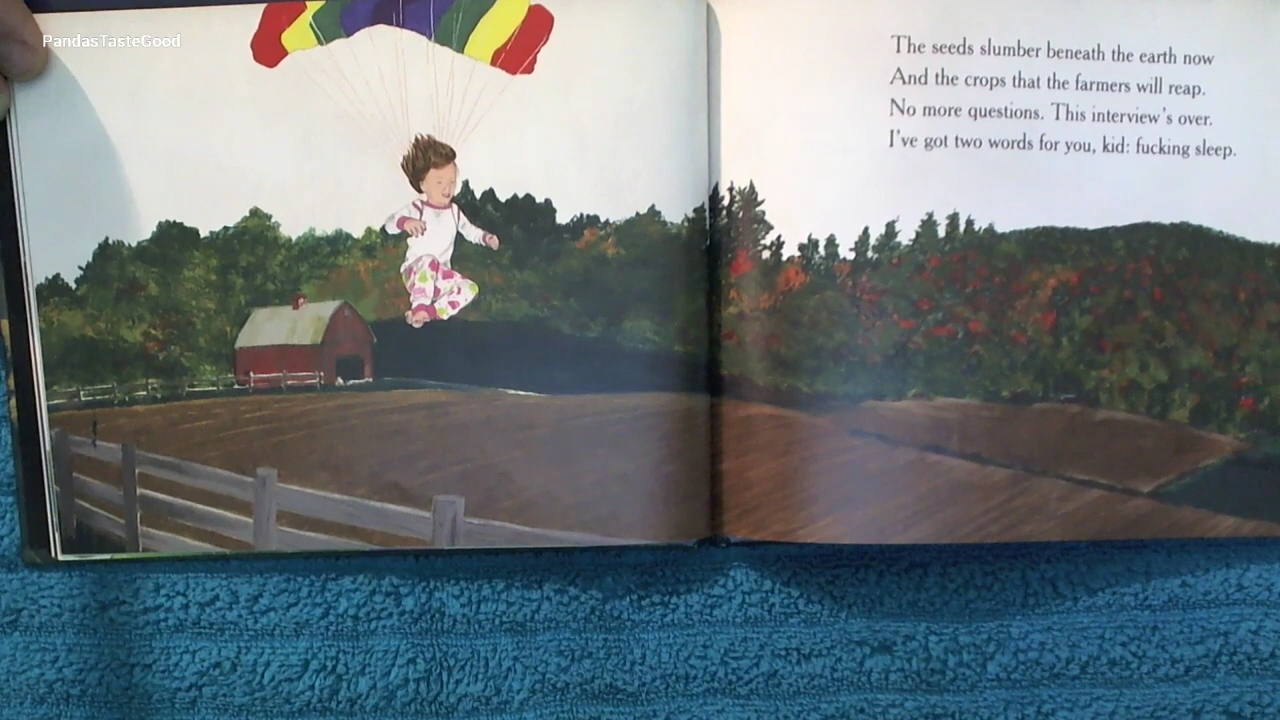 PandasTasteGood
The seeds slumber beneath the earth now
And the crops that the farmers will reap.
No more questions. This interview's over.
I've got two words for you, kid: fucking sleep.